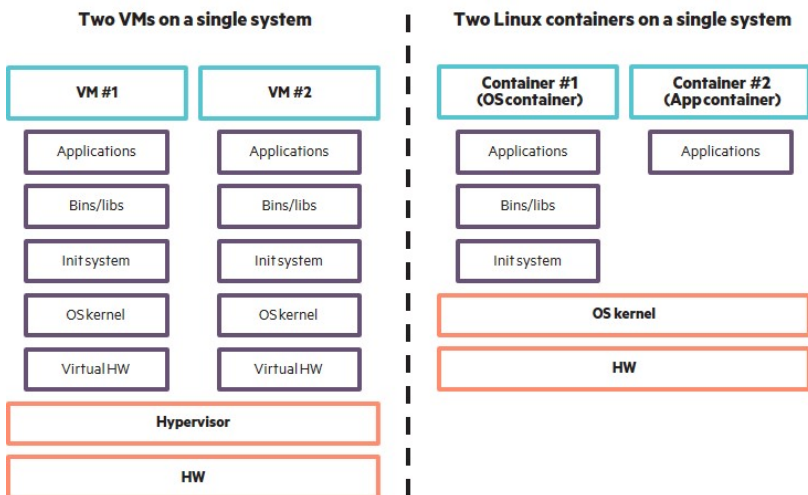 Two VMs on a single system
VM #1
VM #2
Applications
Applications
Bins/libs
Bins/libs
Init system
Init system
OS kernel
OS kernel
Virtual HW
Virtual HW
Hypervisor
HW
Two Linux containers on a single system
Container #1
(OS container)
Container #2
(App container)
Applications
Applications
Bins/libs
Init system
OS kernel
HW